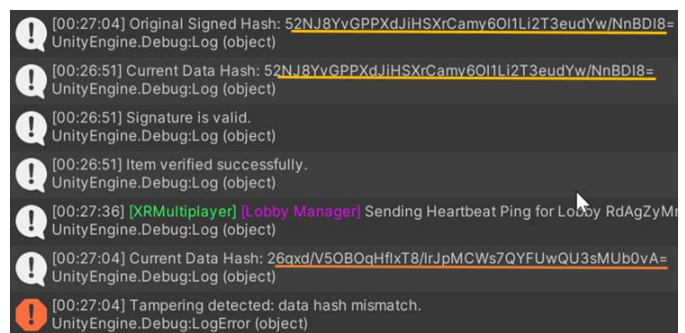 [00:27:04] Original Signed Hash: 52NJ8YvGPPXdJiHSXrCamy6OI1Li2T3eudYw/NnBDI8=
UnityEngine.Debug:Log (object)
[00:26:51] Current Data Hash: 52NJ8YvGPPXdJiHSXrCamy6OI1Li2T3eudYw/NnBDI8=
UnityEngine.Debug:Log (object)
[00:26:51] Signature is valid.
UnityEngine.Debug:Log (object)
[00:26:51] Item verified successfully.
UnityEngine.Debug:Log (object)
[00:27:36] [XRMultiplayer] [Lobby Manager] Sending Heartbeat Ping for Lobby RdAgZyMr
UnityEngine.Debug:Log (object)
[00:27:04] Current Data Hash: 26qxd/V5OBOqHfIxT8/IrJpMCWs7QYFUwQU3sMUb0vA=
UnityEngine.Debug:Log (object)
[00:27:04] Tampering detected: data hash mismatch.
UnityEngine.Debug:LogError (object)